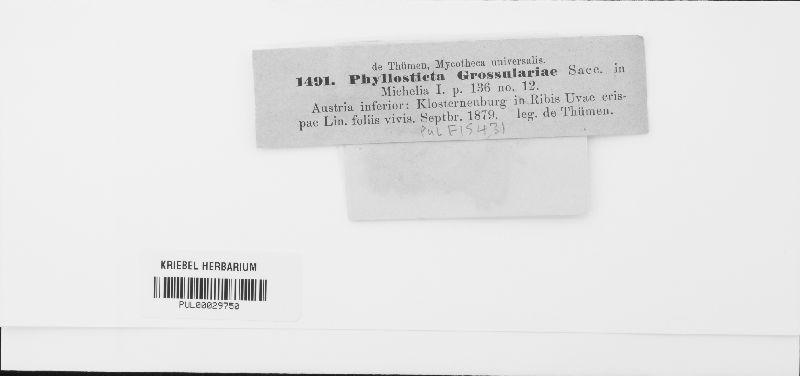 de Thümen, Mycotheca universalis.
1491. Phyllosticta Grossulariae Sacc. in
Michelia I. p. 136 no. 12.
Austria inferior: Klosterneuburg in Ribis Uvae cris-
pae Lin. foliis vivis. Septbr. 1879. leg. de Thümen.
PUL F15431
KRIEBEL HERBARIUM
PUL00029750